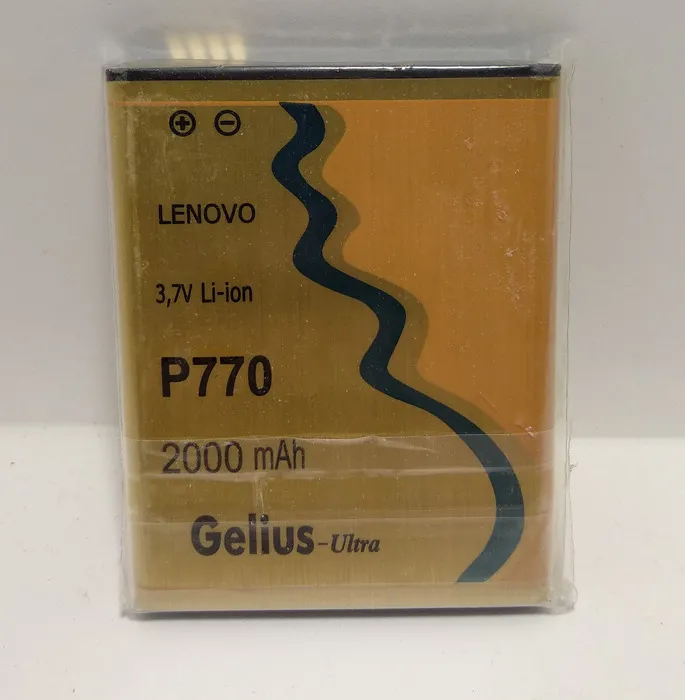 + -
LENOVO
3,7V Li-ion
P770
2000 mAh
Gelius-Ultra